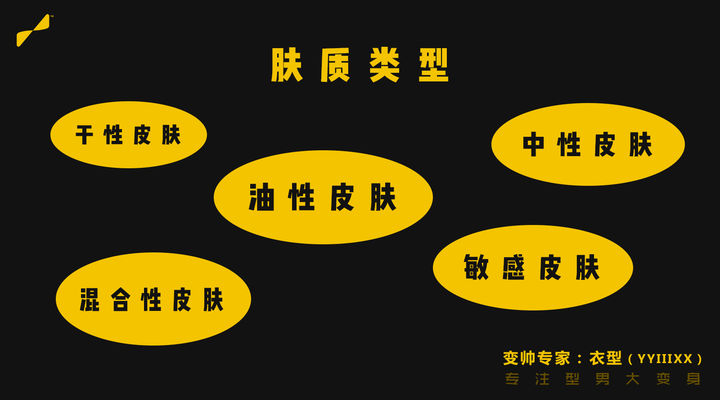 肤质类型
干性皮肤
中性皮肤
油性皮肤
敏感皮肤
混合性皮肤
变帅专家：衣型（YYIIIXX）
专注型男大变身